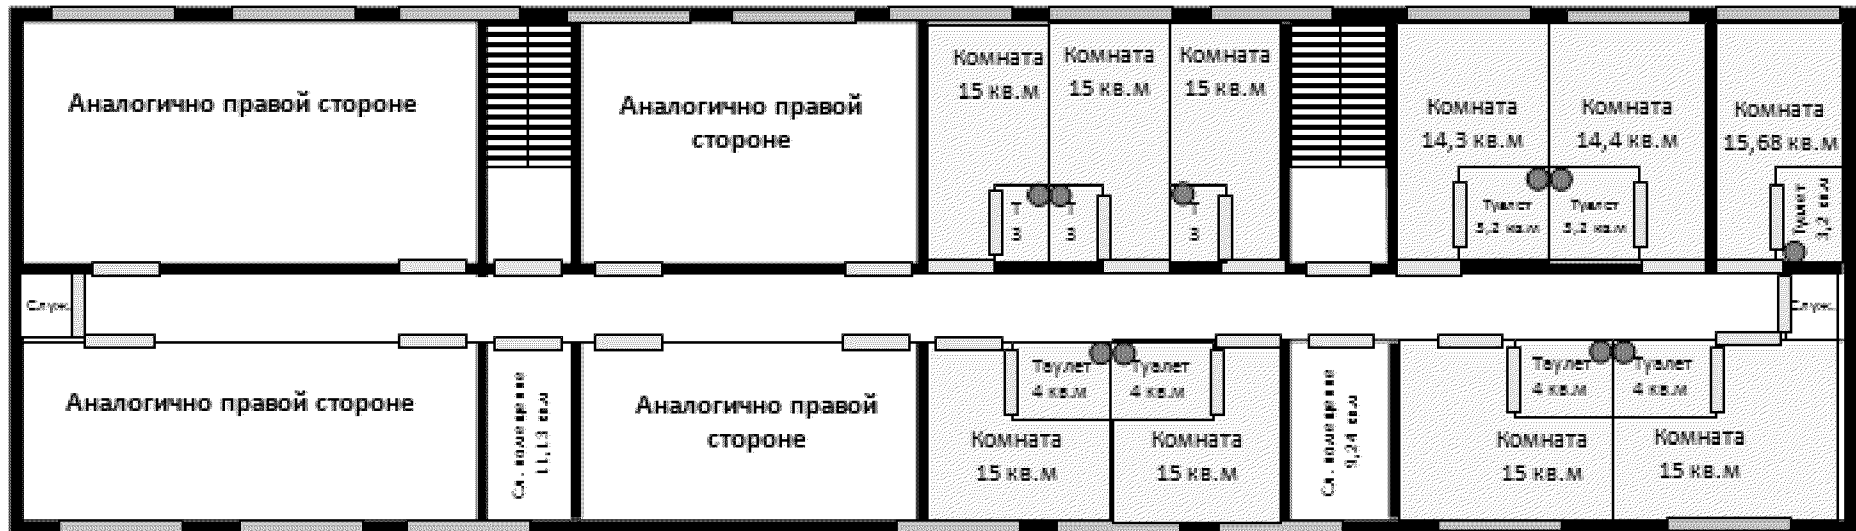 Аналогично правой стороне
Аналогично правой
стороне
Комната
15 кв.м
Комната
15 кв.м
Комната
15 кв.м
Комната
14,3 кв.м
Комната
14,4 кв.м
Комната
15,68 кв.м
Т
3
Т
3
Т
3
Туалет
3,2 кв.м
Туалет
3,2 кв.м
Туалет
3,2 кв.м
Служ.
Служ.
Аналогично правой стороне
Сл. помещение
11,13 кв.м
Аналогично правой
стороне
Таулет
4 кв.м
Туалет
4 кв.м
Комната
15 кв.м
Комната
15 кв.м
Сл. помещение
9,24 кв.м
Таулет
4 кв.м
Туалет
4 кв.м
Комната
15 кв.м
Комната
15 кв.м